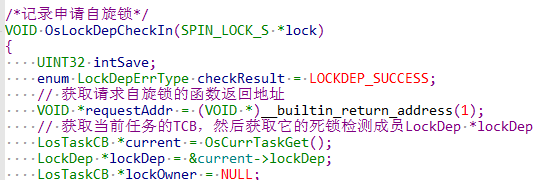 /*记录申请自旋锁*/
VOID OsLockDepCheckIn(SPIN_LOCK_S *lock)
{
    UINT32 intSave;
    enum LockDepErrType checkResult = LOCKDEP_SUCCESS;
    // 获取请求自旋锁的函数返回地址
    VOID *requestAddr = (VOID *)__builtin_return_address(1);
    // 获取当前任务的TCB，然后获取它的死锁检测成员LockDep *lockDep
    LosTaskCB *current = OsCurrTaskGet();
    LockDep *lockDep = &current->lockDep;
    LosTaskCB *lockOwner = NULL;